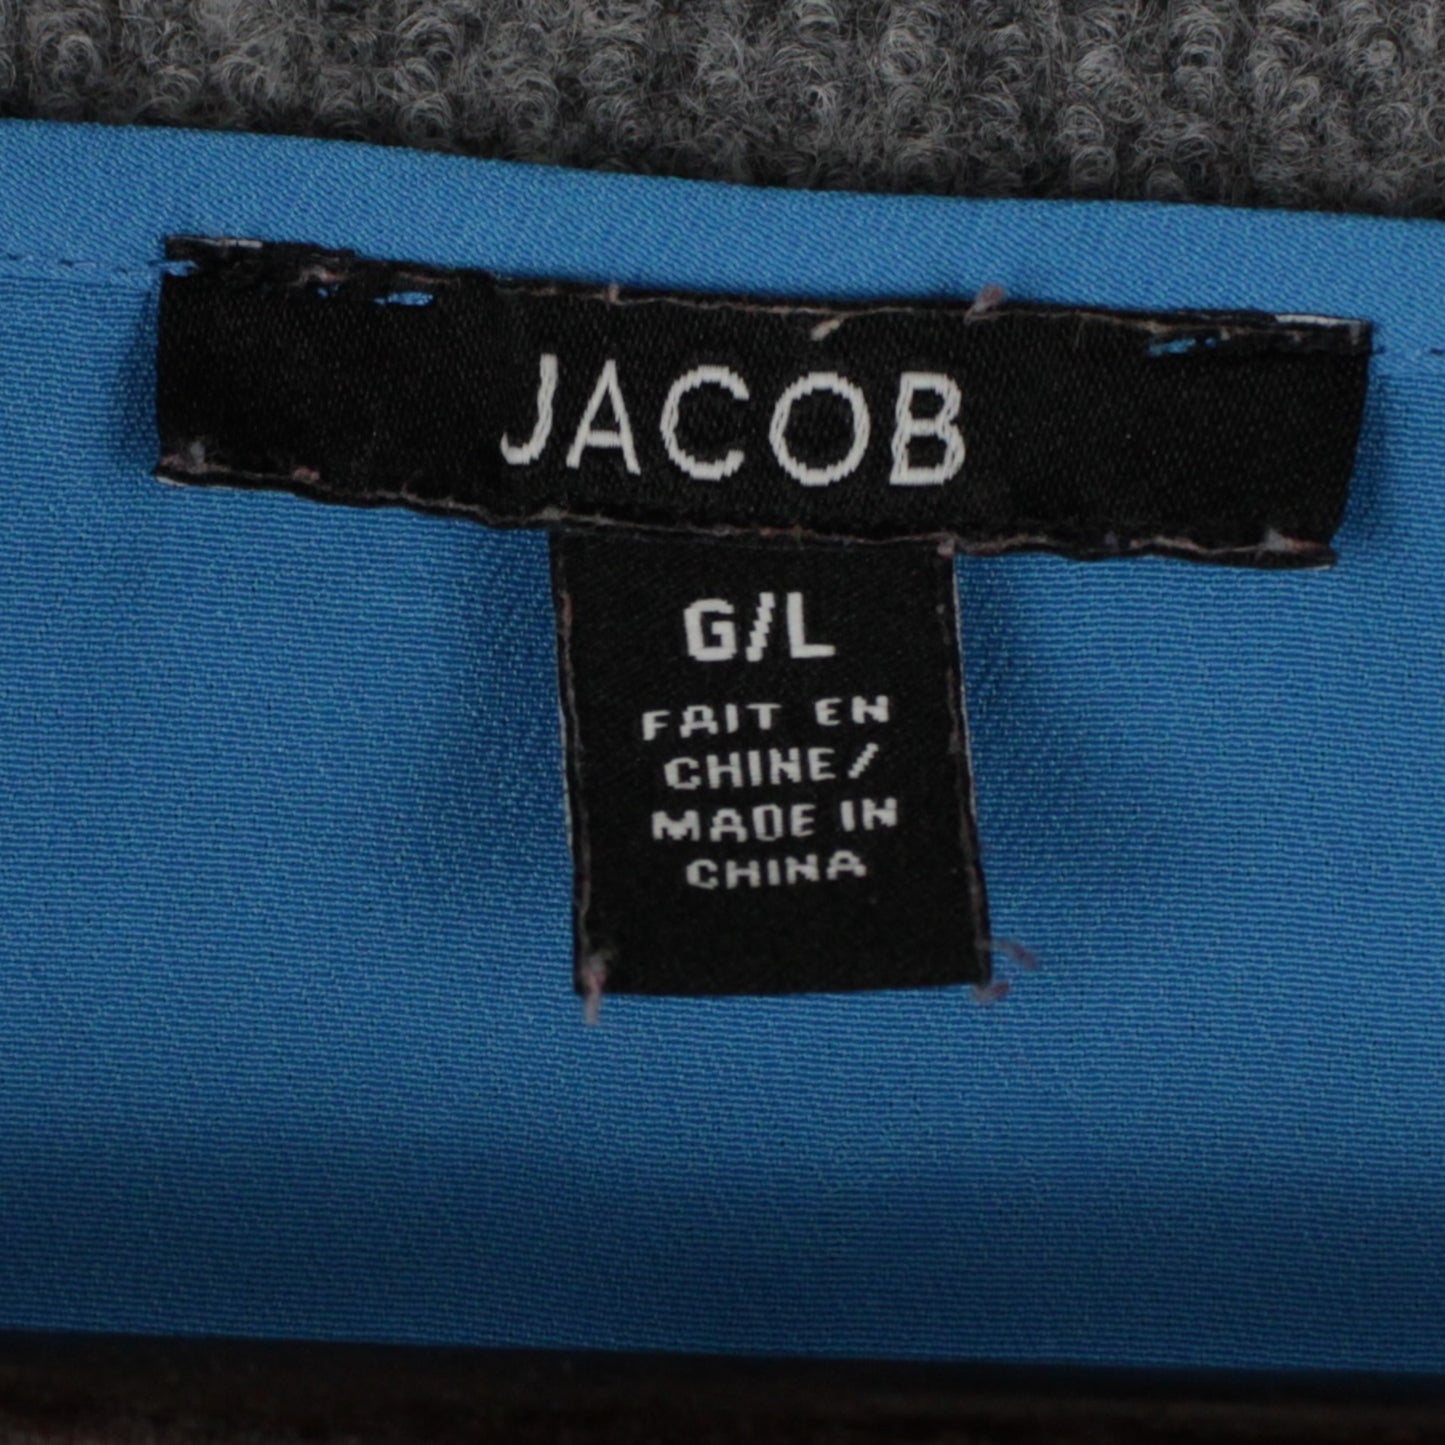 JACOB
G/L
FAIT EN
CHINE/
MADE IN
CHINA